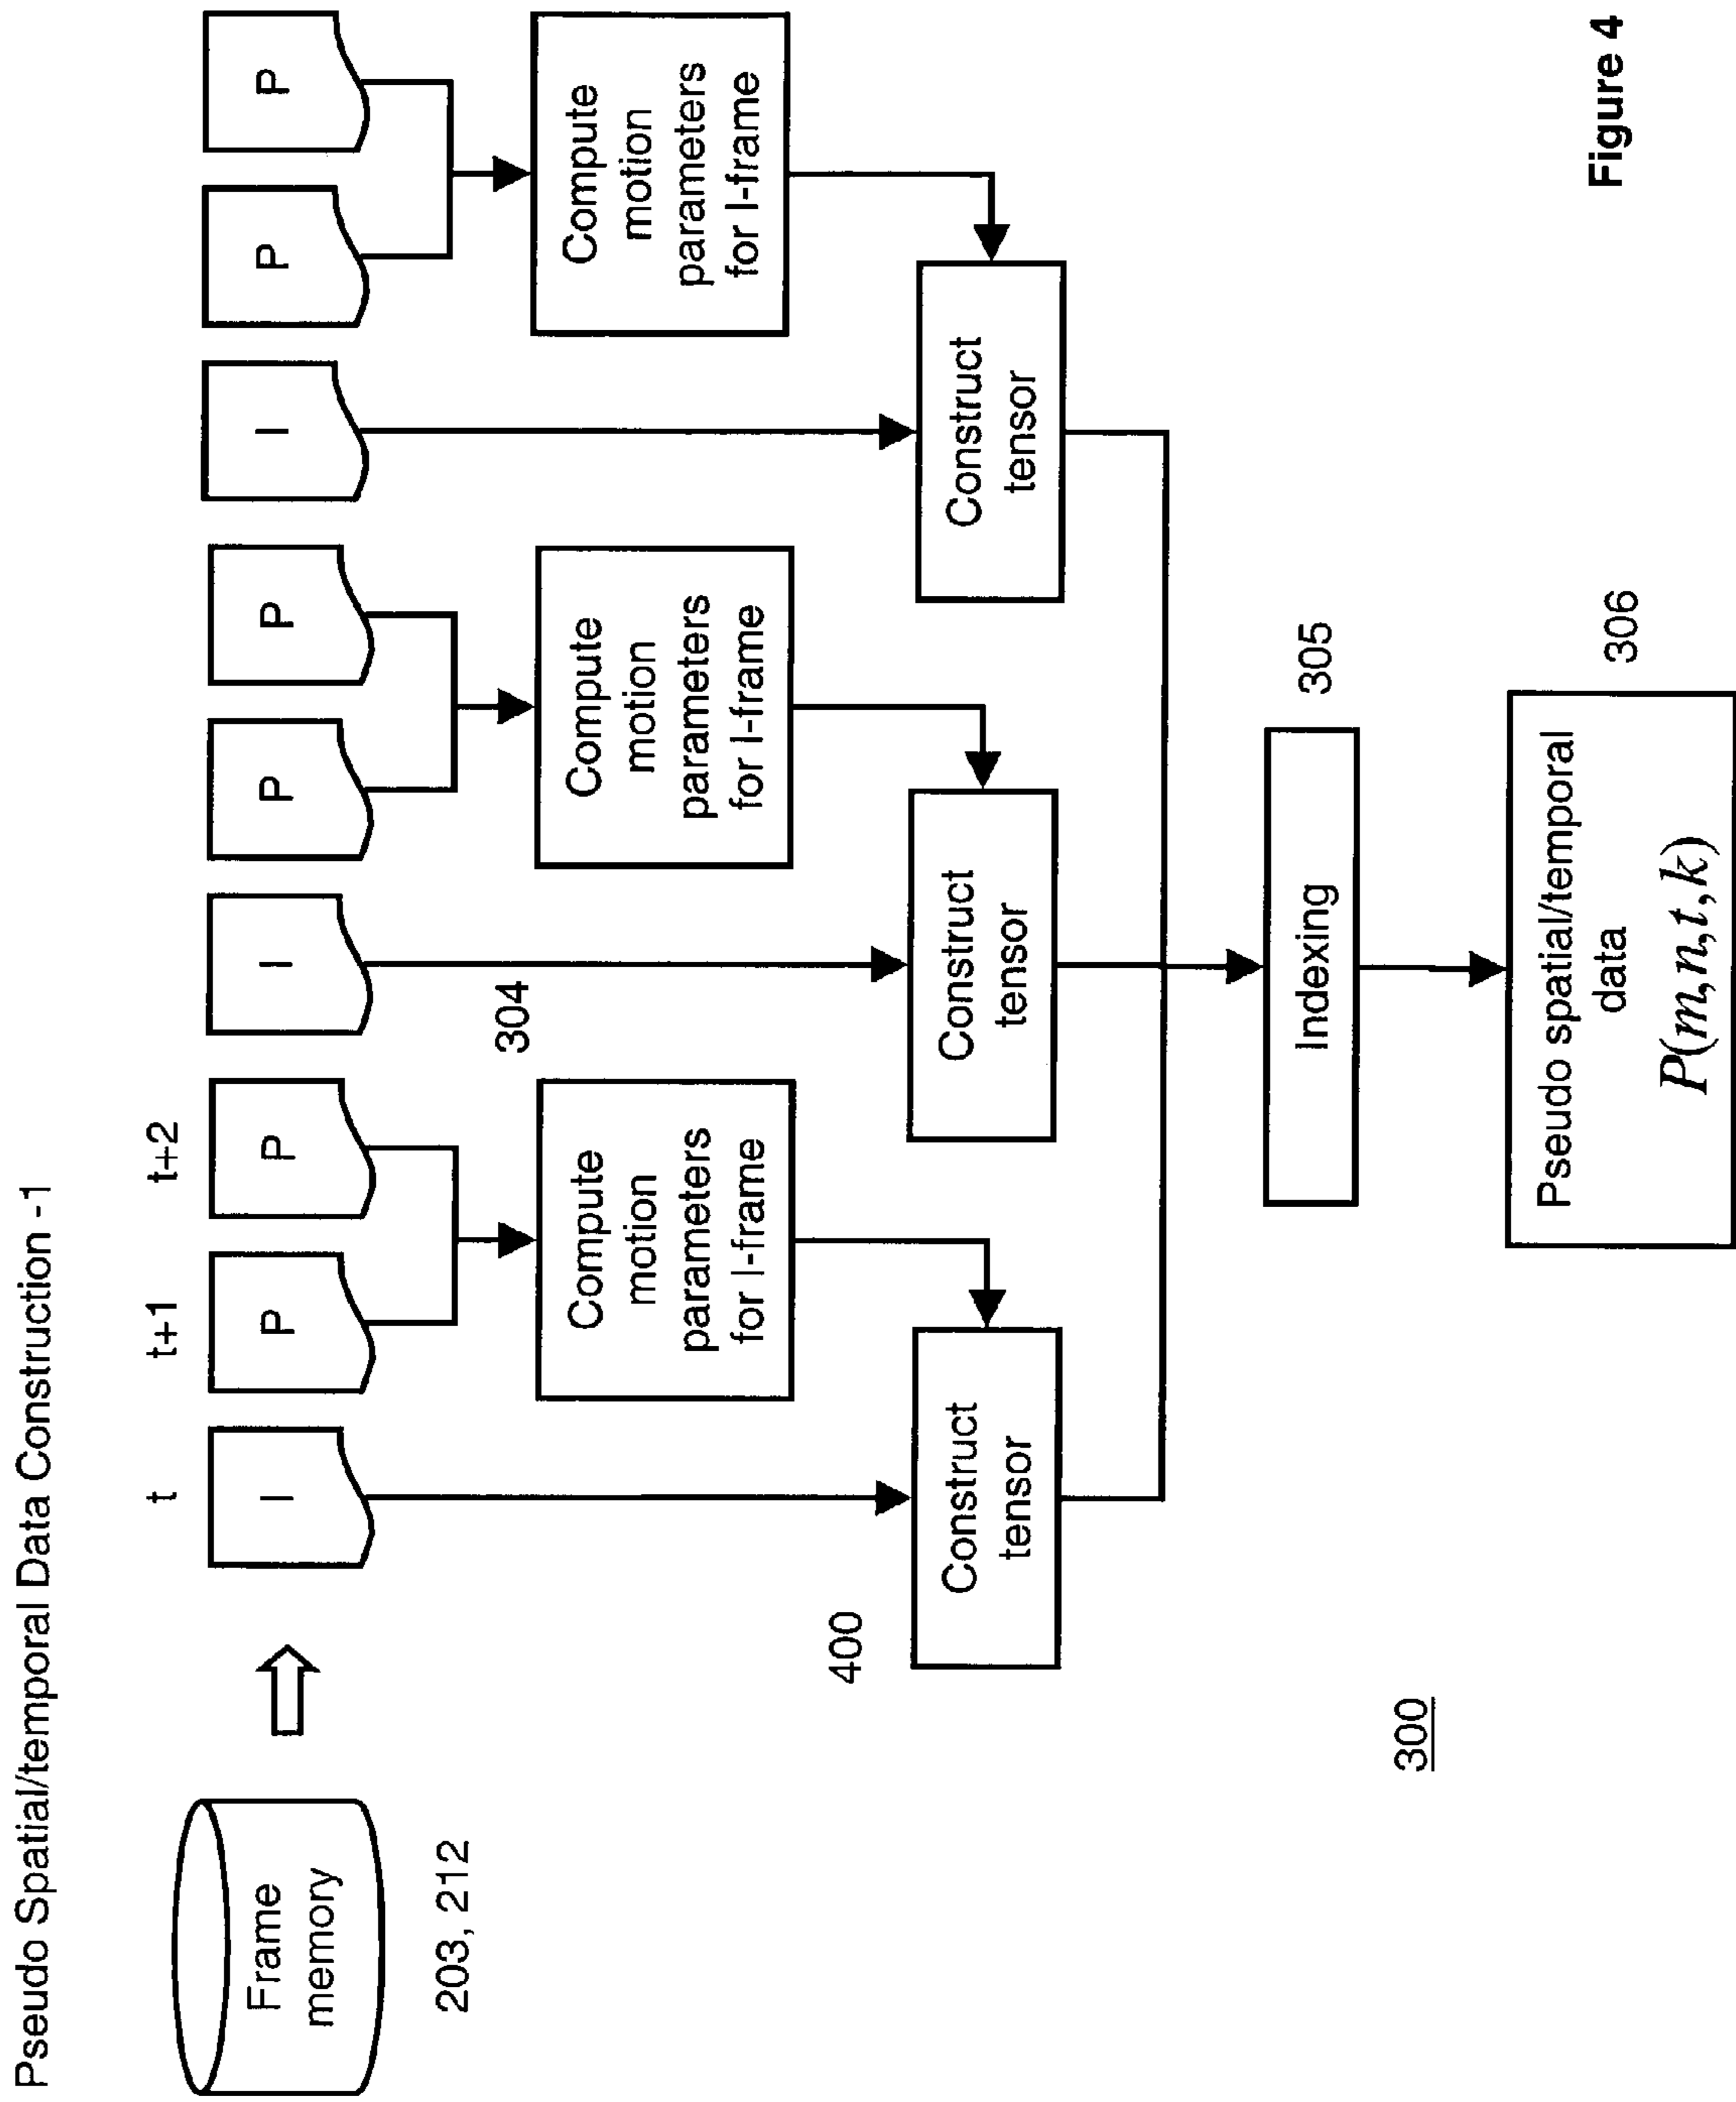 Pseudo Spatial/temporal Data Construction -1
t
t+1
t+2
Frame
memory
203, 212
I
P
P
I
P
P
I
P
P
304
Compute
motion
parameters
for I-frame
Compute
motion
parameters
for I-frame
Compute
motion
parameters
for I-frame
400
Construct
tensor
Construct
tensor
Construct
tensor
300
Indexing
305
Pseudo spatial/temporal
data
P(m,n,t,k)
306
Figure 4